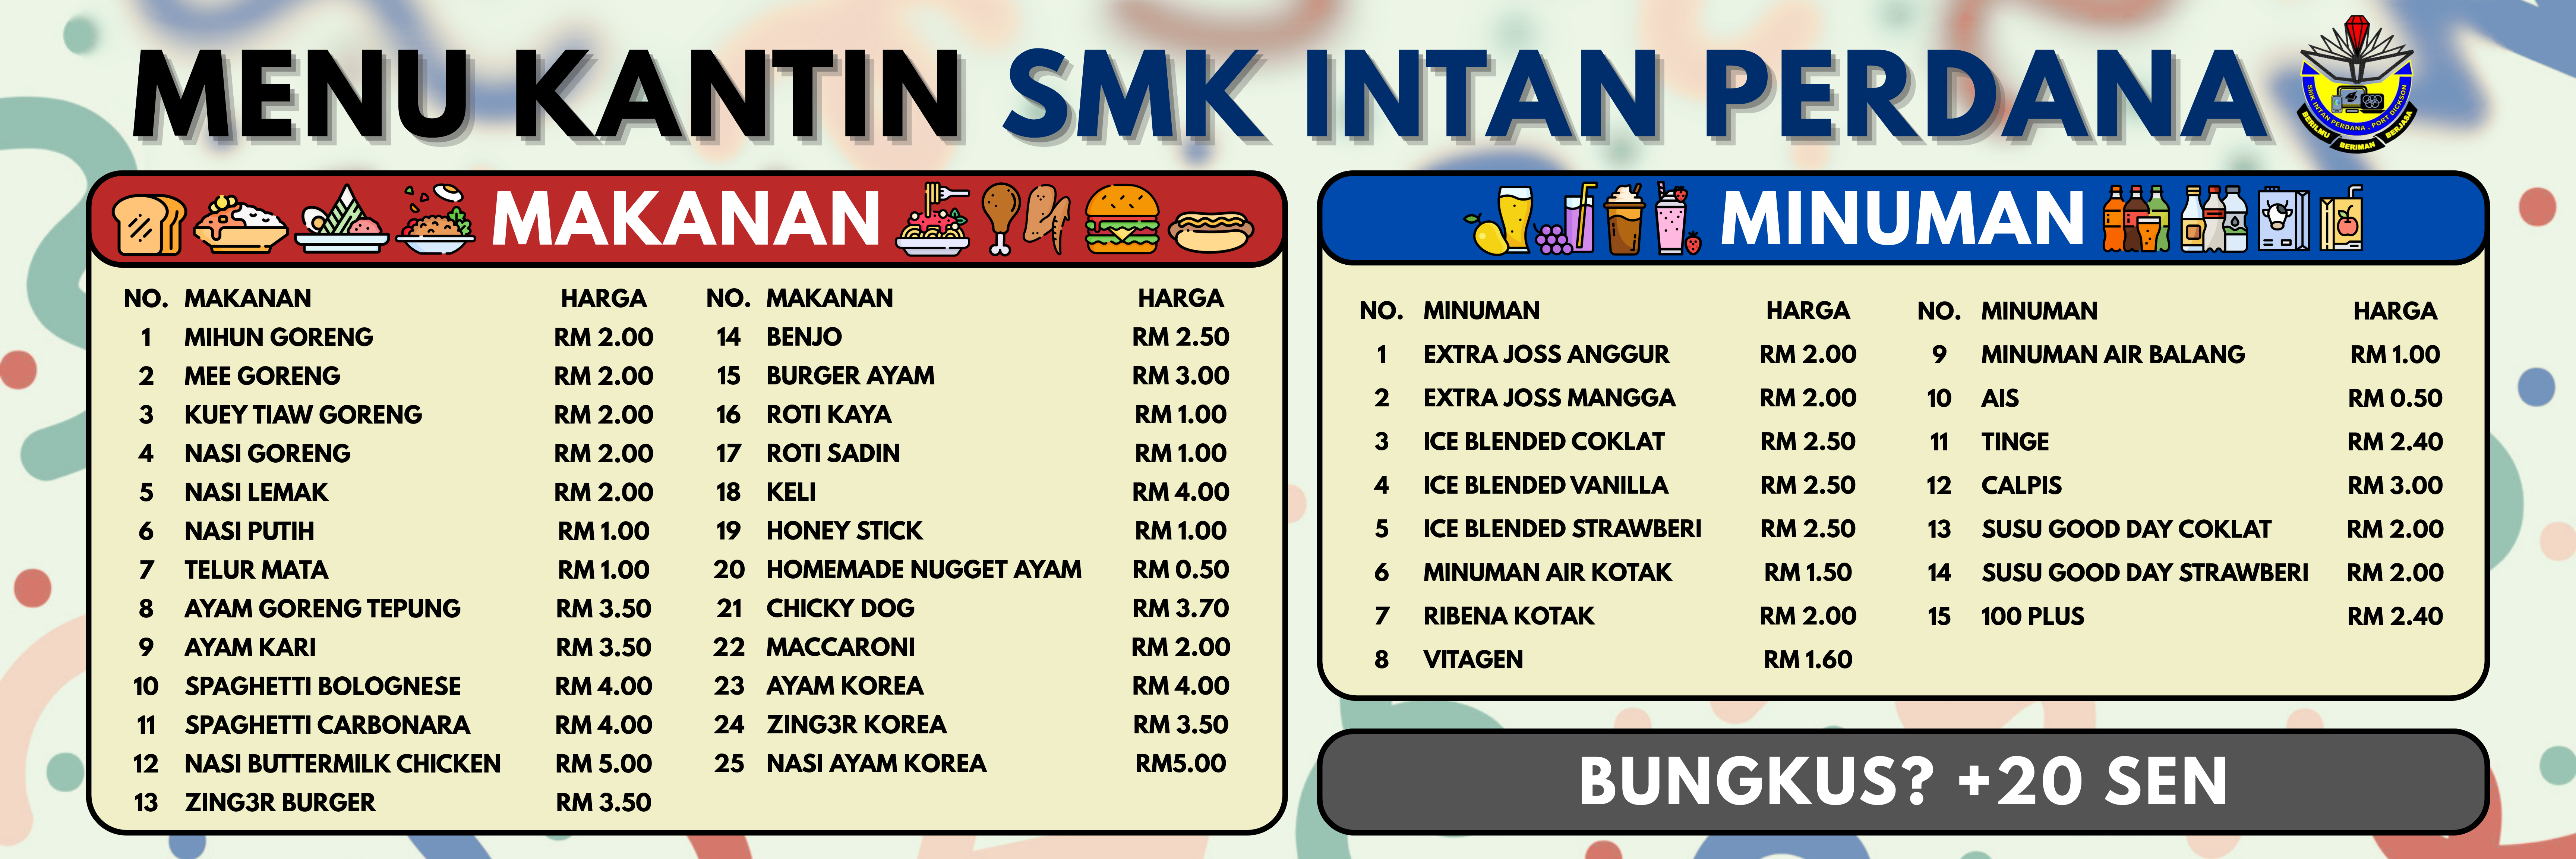 MENU KANTIN SMK INTAN PERDANA
SMK INTAN PERDANA . PORT DICKSON
BERILMU BERIMAN BERJASA
MAKANAN
NO. MAKANAN HARGA
1 MIHUN GORENG RM 2.00
2 MEE GORENG RM 2.00
3 KUEY TIAW GORENG RM 2.00
4 NASI GORENG RM 2.00
5 NASI LEMAK RM 2.00
6 NASI PUTIH RM 1.00
7 TELUR MATA RM 1.00
8 AYAM GORENG TEPUNG RM 3.50
9 AYAM KARI RM 3.50
10 SPAGHETTI BOLOGNESE RM 4.00
11 SPAGHETTI CARBONARA RM 4.00
12 NASI BUTTERMILK CHICKEN RM 5.00
13 ZING3R BURGER RM 3.50
NO. MAKANAN HARGA
14 BENJO RM 2.50
15 BURGER AYAM RM 3.00
16 ROTI KAYA RM 1.00
17 ROTI SADIN RM 1.00
18 KELI RM 4.00
19 HONEY STICK RM 1.00
20 HOMEMADE NUGGET AYAM RM 0.50
21 CHICKY DOG RM 3.70
22 MACCARONI RM 2.00
23 AYAM KOREA RM 4.00
24 ZING3R KOREA RM 3.50
25 NASI AYAM KOREA RM5.00
MINUMAN
NO. MINUMAN HARGA
1 EXTRA JOSS ANGGUR RM 2.00
2 EXTRA JOSS MANGGA RM 2.00
3 ICE BLENDED COKLAT RM 2.50
4 ICE BLENDED VANILLA RM 2.50
5 ICE BLENDED STRAWBERI RM 2.50
6 MINUMAN AIR KOTAK RM 1.50
7 RIBENA KOTAK RM 2.00
8 VITAGEN RM 1.60
NO. MINUMAN HARGA
9 MINUMAN AIR BALANG RM 1.00
10 AIS RM 0.50
11 TINGE RM 2.40
12 CALPIS RM 3.00
13 SUSU GOOD DAY COKLAT RM 2.00
14 SUSU GOOD DAY STRAWBERI RM 2.00
15 100 PLUS RM 2.40
BUNGKUS? +20 SEN